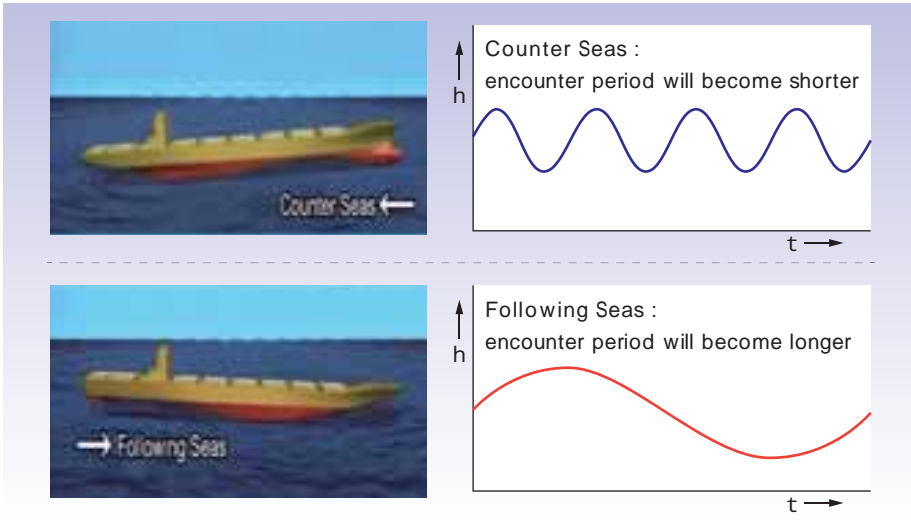 Counter Seas :
encounter period will become shorter
h
Counter Seas
t
Following Seas :
encounter period will become longer
h
Following Seas
t